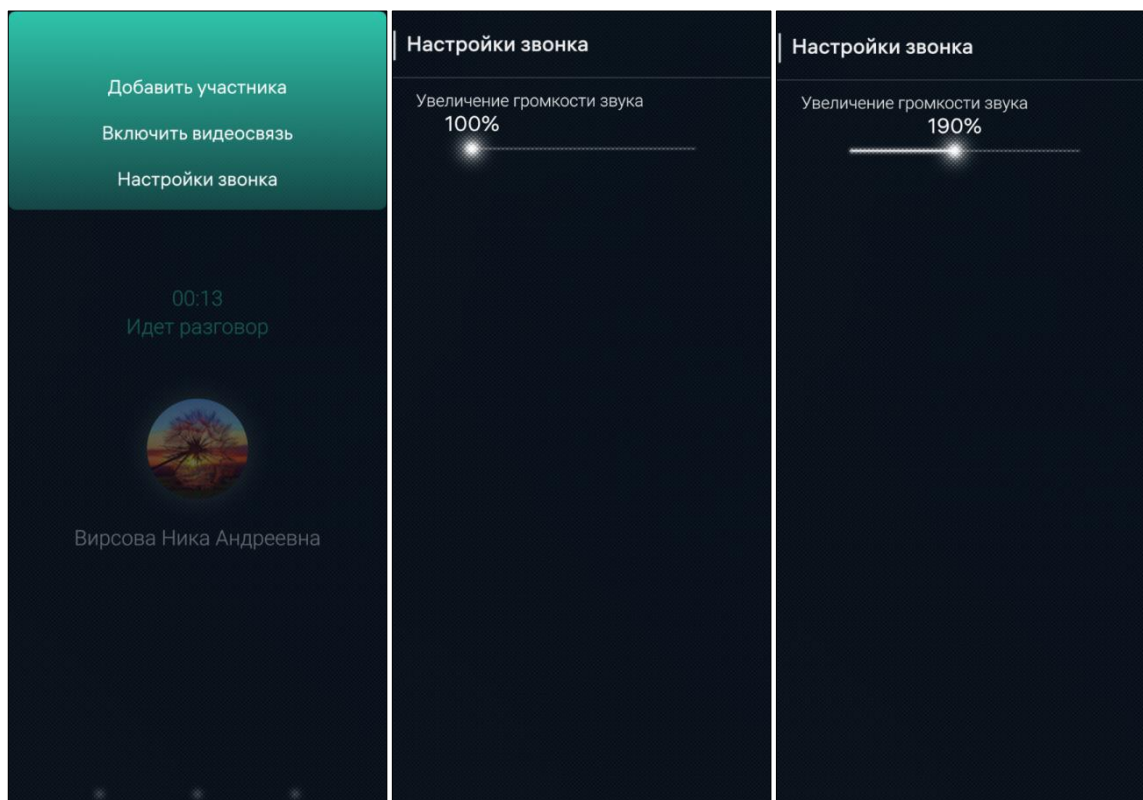 Добавить участника
Включить видеосвязь
Настройки звонка
00:13
Идет разговор
Вирсова Ника Андреевна
Настройки звонка
Увеличение громкости звука
100%
Настройки звонка
Увеличение громкости звука
190%